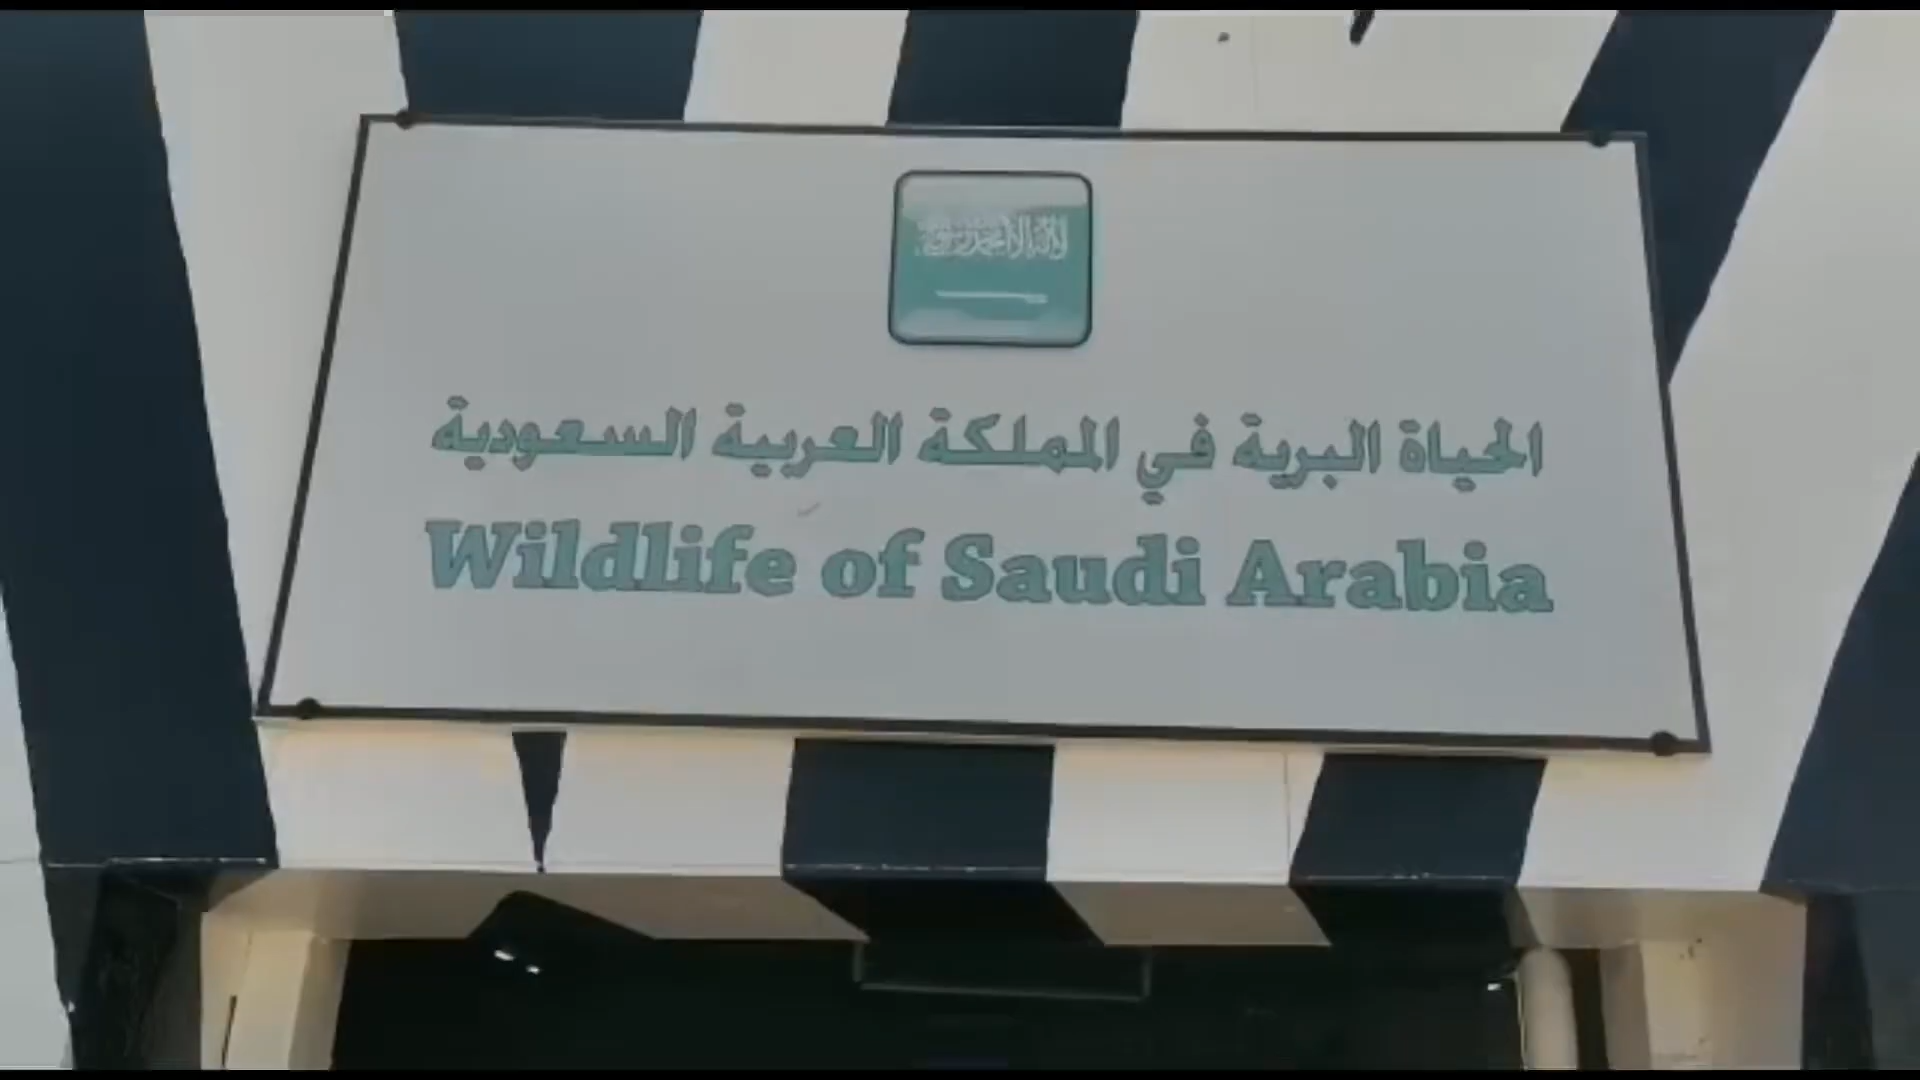 الحياة البرية في المملكة العربية السعودية
Wildlife of Saudi Arabia